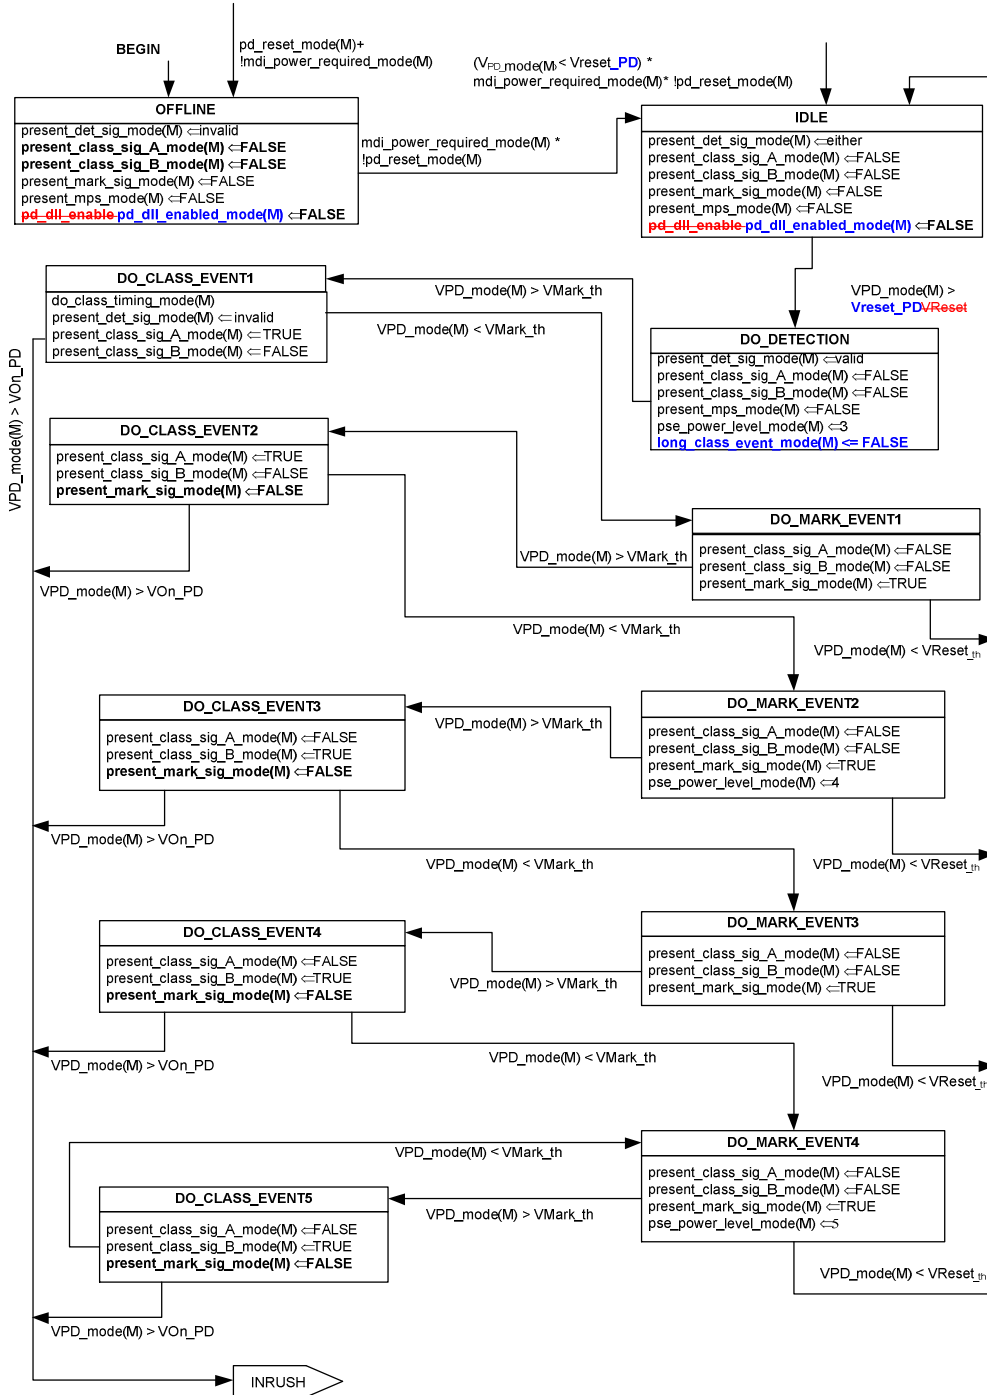 BEGIN
pd_reset_mode(M)+
!mdi_power_required_mode(M)
(VPD_mode(M) < Vreset_PD) *
mdi_power_required_mode(M)* !pd_reset_mode(M)
OFFLINE
present_det_sig_mode(M) ⇐invalid
present_class_sig_A_mode(M) ⇐FALSE
present_class_sig_B_mode(M) ⇐FALSE
present_mark_sig_mode(M) ⇐FALSE
present_mps_mode(M) ⇐FALSE
pd_dll_enable pd_dll_enabled_mode(M) ⇐FALSE
mdi_power_required_mode(M) *
!pd_reset_mode(M)
IDLE
present_det_sig_mode(M) ⇐either
present_class_sig_A_mode(M) ⇐FALSE
present_class_sig_B_mode(M) ⇐FALSE
present_mark_sig_mode(M) ⇐FALSE
present_mps_mode(M) ⇐FALSE
pd_dll_enable pd_dll_enabled_mode(M) ⇐FALSE
DO_CLASS_EVENT1
do_class_timing_mode(M)
present_det_sig_mode(M) ⇐ invalid
present_class_sig_A_mode(M) ⇐ TRUE
present_class_sig_B_mode(M) ⇐ FALSE
VPD_mode(M) > VMark_th
VPD_mode(M) < VMark_th
VPD_mode(M) >
Vreset_PDVReset
DO_DETECTION
present_det_sig_mode(M) ⇐valid
present_class_sig_A_mode(M) ⇐FALSE
present_class_sig_B_mode(M) ⇐FALSE
present_mps_mode(M) ⇐FALSE
pse_power_level_mode(M) ⇐3
long_class_event_mode(M) <= FALSE
VPD_mode(M) > VOn_PD
DO_CLASS_EVENT2
present_class_sig_A_mode(M) ⇐TRUE
present_class_sig_B_mode(M) ⇐FALSE
present_mark_sig_mode(M) ⇐FALSE
DO_MARK_EVENT1
present_class_sig_A_mode(M) ⇐FALSE
present_class_sig_B_mode(M) ⇐FALSE
present_mark_sig_mode(M) ⇐TRUE
VPD_mode(M) > VMark_th
VPD_mode(M) > VOn_PD
VPD_mode(M) < VMark_th
VPD_mode(M) < VReset_th
DO_CLASS_EVENT3
present_class_sig_A_mode(M) ⇐FALSE
present_class_sig_B_mode(M) ⇐TRUE
present_mark_sig_mode(M) ⇐FALSE
VPD_mode(M) > VMark_th
DO_MARK_EVENT2
present_class_sig_A_mode(M) ⇐FALSE
present_class_sig_B_mode(M) ⇐FALSE
present_mark_sig_mode(M) ⇐TRUE
pse_power_level_mode(M) ⇐4
VPD_mode(M) > VOn_PD
VPD_mode(M) < VMark_th
VPD_mode(M) < VReset_th
DO_CLASS_EVENT4
present_class_sig_A_mode(M) ⇐FALSE
present_class_sig_B_mode(M) ⇐TRUE
present_mark_sig_mode(M) ⇐FALSE
VPD_mode(M) > VMark_th
DO_MARK_EVENT3
present_class_sig_A_mode(M) ⇐FALSE
present_class_sig_B_mode(M) ⇐FALSE
present_mark_sig_mode(M) ⇐TRUE
VPD_mode(M) > VOn_PD
VPD_mode(M) < VMark_th
VPD_mode(M) < VReset_th
VPD_mode(M) < VMark_th
DO_MARK_EVENT4
present_class_sig_A_mode(M) ⇐FALSE
present_class_sig_B_mode(M) ⇐FALSE
present_mark_sig_mode(M) ⇐TRUE
pse_power_level_mode(M) ⇐5
DO_CLASS_EVENT5
present_class_sig_A_mode(M) ⇐FALSE
present_class_sig_B_mode(M) ⇐TRUE
present_mark_sig_mode(M) ⇐FALSE
VPD_mode(M) > VMark_th
VPD_mode(M) < VReset_th
VPD_mode(M) > VOn_PD
INRUSH